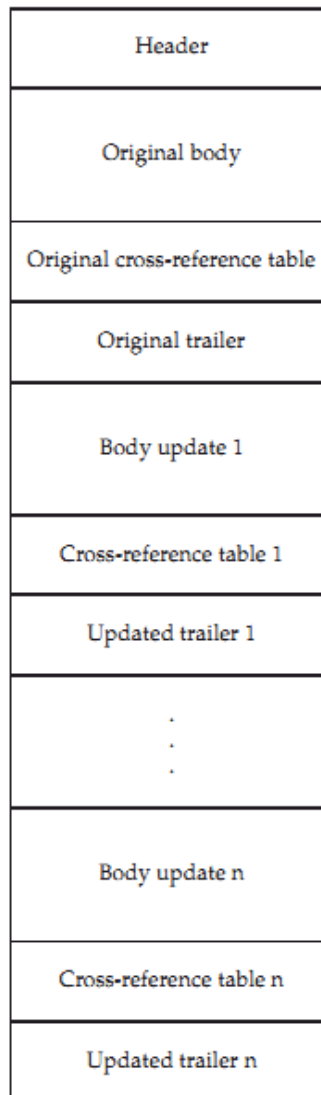 Header
Original body
Original cross-reference table
Original trailer
Body update 1
Cross-reference table 1
Updated trailer 1
.
.
.
Body update n
Cross-reference table n
Updated trailer n